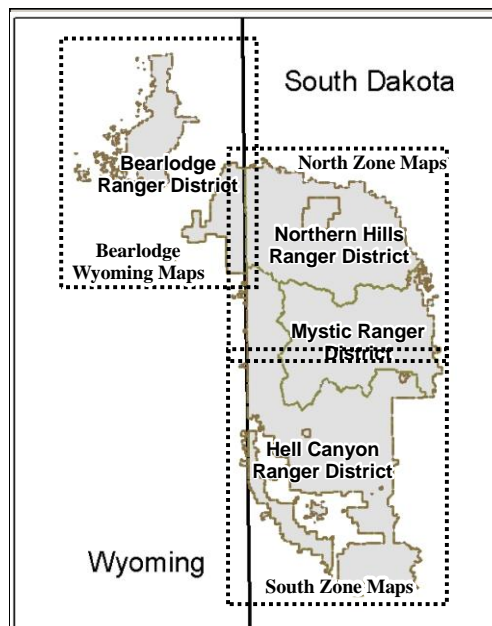 South Dakota
North Zone Maps
Bearlodge
Ranger District
Northern Hills
Ranger District
Bearlodge
Wyoming Maps
Mystic Ranger
District
Hell Canyon
Ranger District
Wyoming
South Zone Maps